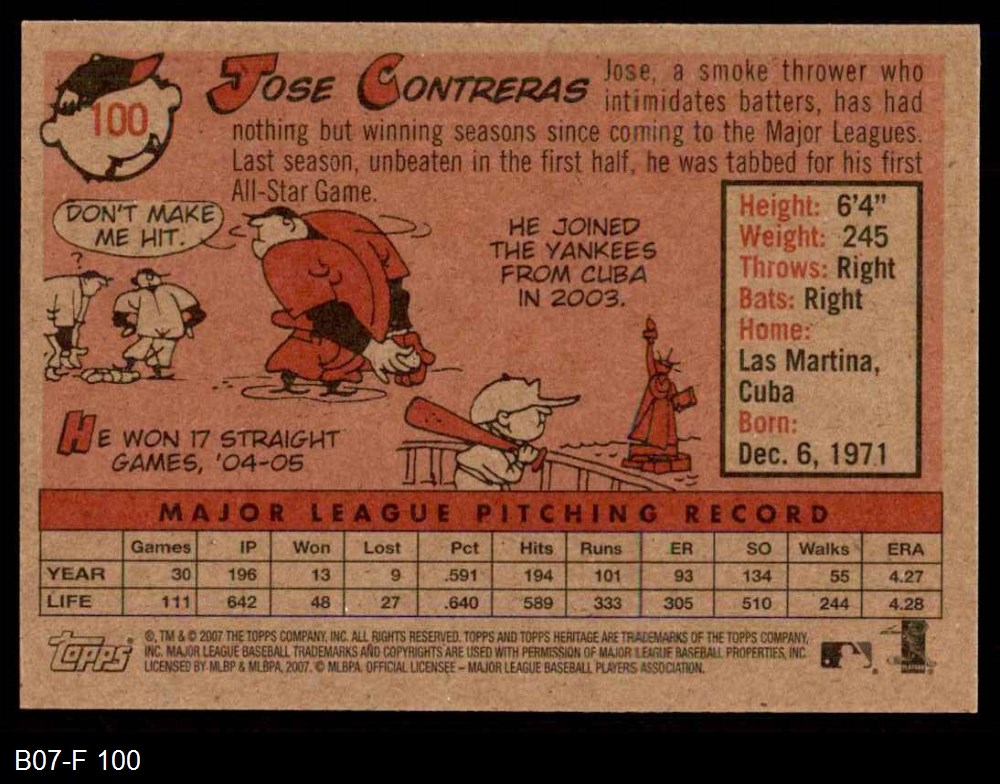 100
JOSE CONTRERAS
Jose, a smoke thrower who
intimidates batters, has had
nothing but winning seasons since coming to the Major Leagues.
Last season, unbeaten in the first half, he was tabbed for his first
All-Star Game.
DON'T MAKE
ME HIT.
?
HE JOINED
THE YANKEES
FROM CUBA
IN 2003.
HE WON 17 STRAIGHT
GAMES, '04-05
Height: 6'4"
Weight: 245
Throws: Right
Bats: Right
Home:
Las Martina,
Cuba
Born:
Dec. 6, 1971
MAJOR LEAGUE PITCHING RECORD
Games IP Won Lost Pct Hits Runs ER SO Walks ERA
YEAR 30 196 13 9 .591 194 101 93 134 55 4.27
LIFE 111 642 48 27 .640 589 333 305 510 244 4.28
Topps
®, TM & © 2007 THE TOPPS COMPANY, INC. ALL RIGHTS RESERVED. TOPPS AND TOPPS HERITAGE ARE TRADEMARKS OF THE TOPPS COMPANY,
INC. MAJOR LEAGUE BASEBALL TRADEMARKS AND COPYRIGHTS ARE USED WITH PERMISSION OF MAJOR LEAGUE BASEBALL PROPERTIES, INC.
LICENSED BY MLBP & MLBPA, 2007. © MLBPA OFFICIAL LICENSEE – MAJOR LEAGUE BASEBALL PLAYERS ASSOCIATION.
B07-F 100